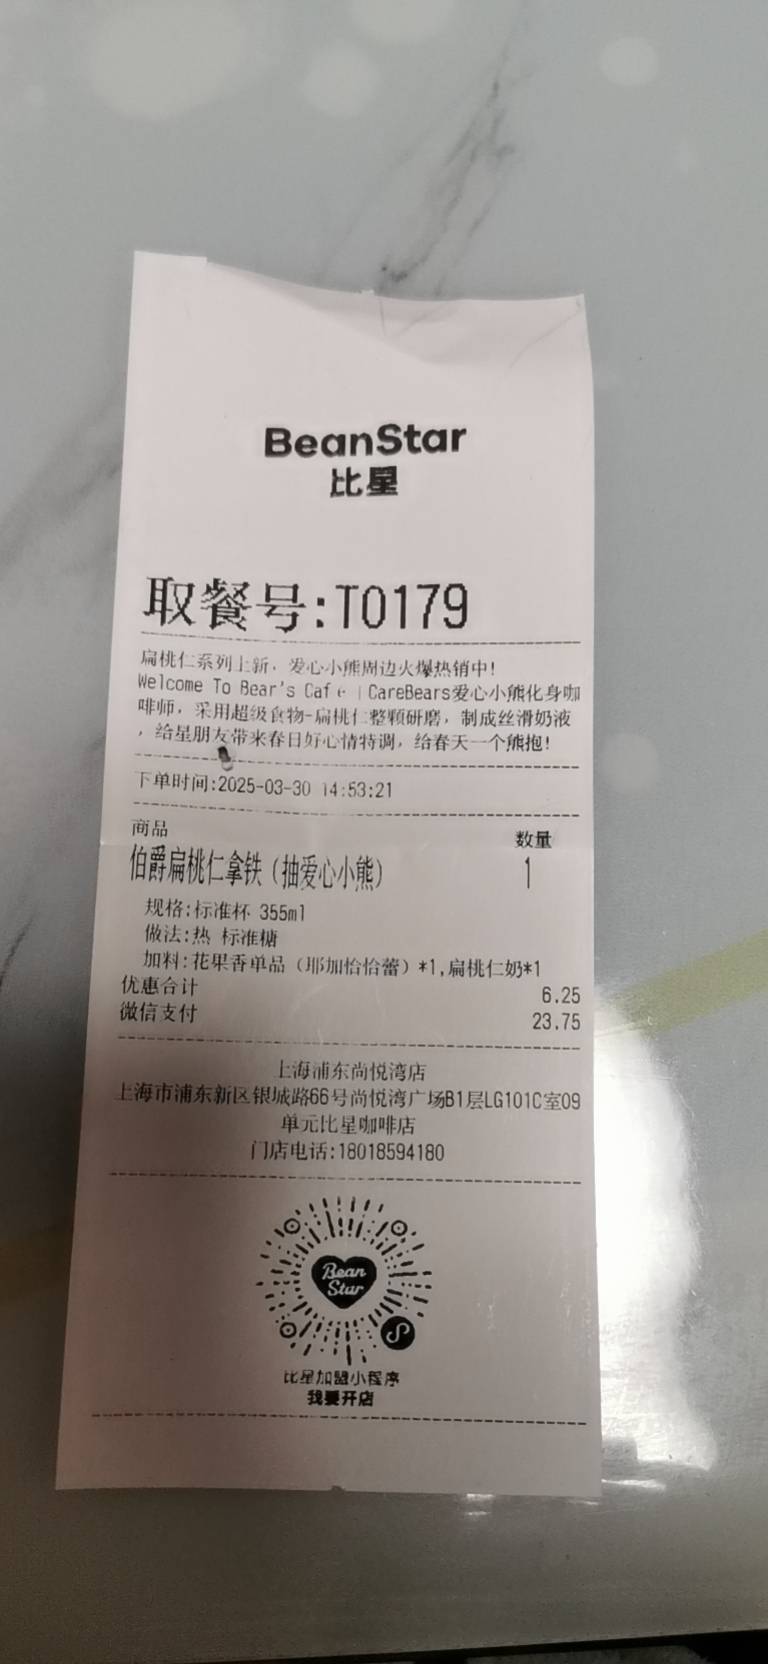 BeanStar
比星
取餐号:T0179
扁桃仁系列上新，爱心小熊周边火爆热销中!
Welcome To Bear's Cafe |CareBears爱心小熊化身咖
啡师，采用超级食物-扁桃仁整颗研磨，制成丝滑奶液
，给星朋友带来春日好心情特调，给春天一个熊抱!
下单时间:2025-03-30 14:53:21
商品 数量
伯爵扁桃仁拿铁（抽爱心小熊） 1
规格:标准杯 355ml
做法:热 标准糖
加料:花果香单品（耶加恰恰蕾）*1,扁桃仁奶*1
优惠合计 6.25
微信支付 23.75
上海浦东尚悦湾店
上海市浦东新区银城路66号尚悦湾广场B1层LG101C室09
单元比星咖啡店
门店电话:18018594180
Bean
Star
比星加盟小程序
我要开店